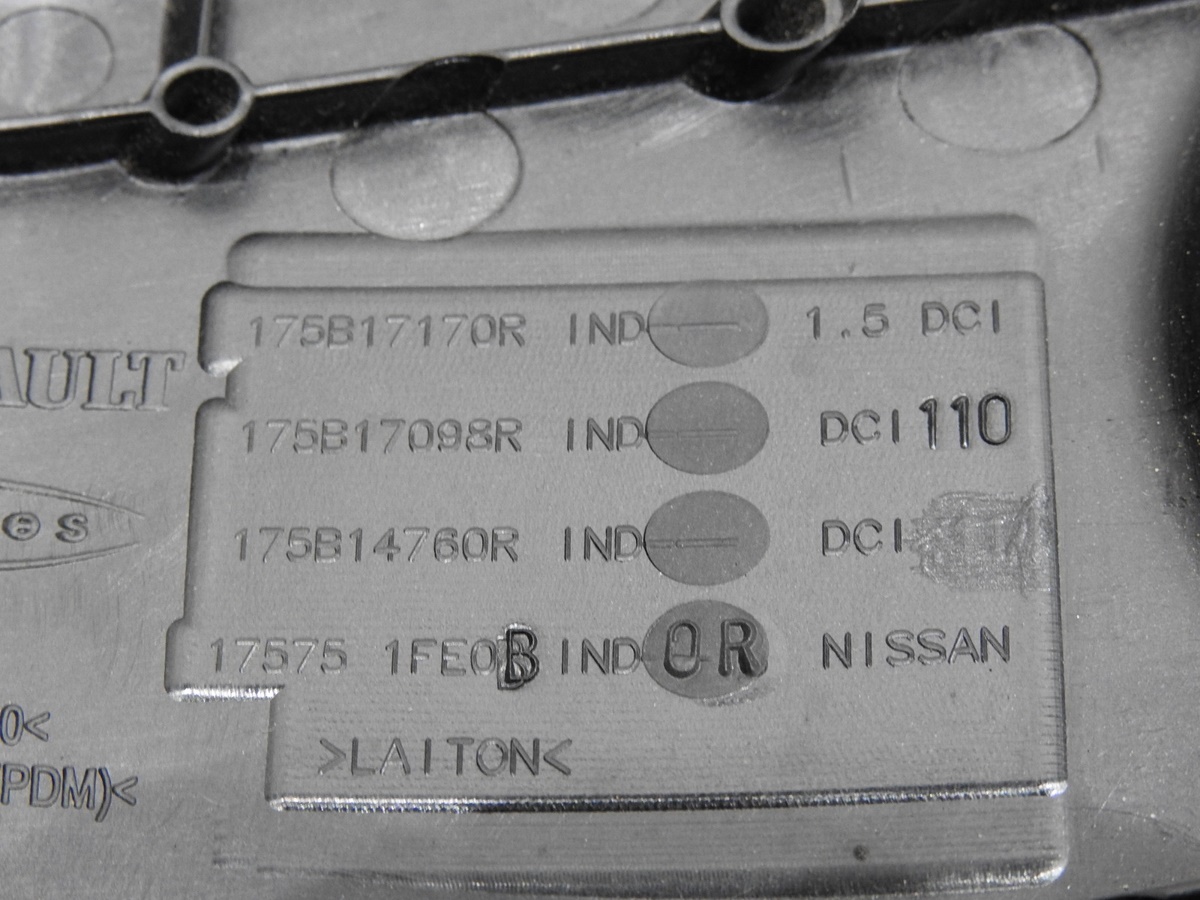 175B17170R IND 1.5 DCI
AULT
175B17098R IND DCI 110
es
175B14760R IND DCI
17575 1FE0B IND 0R NISSAN
0<
>LAITON<
PDM)<